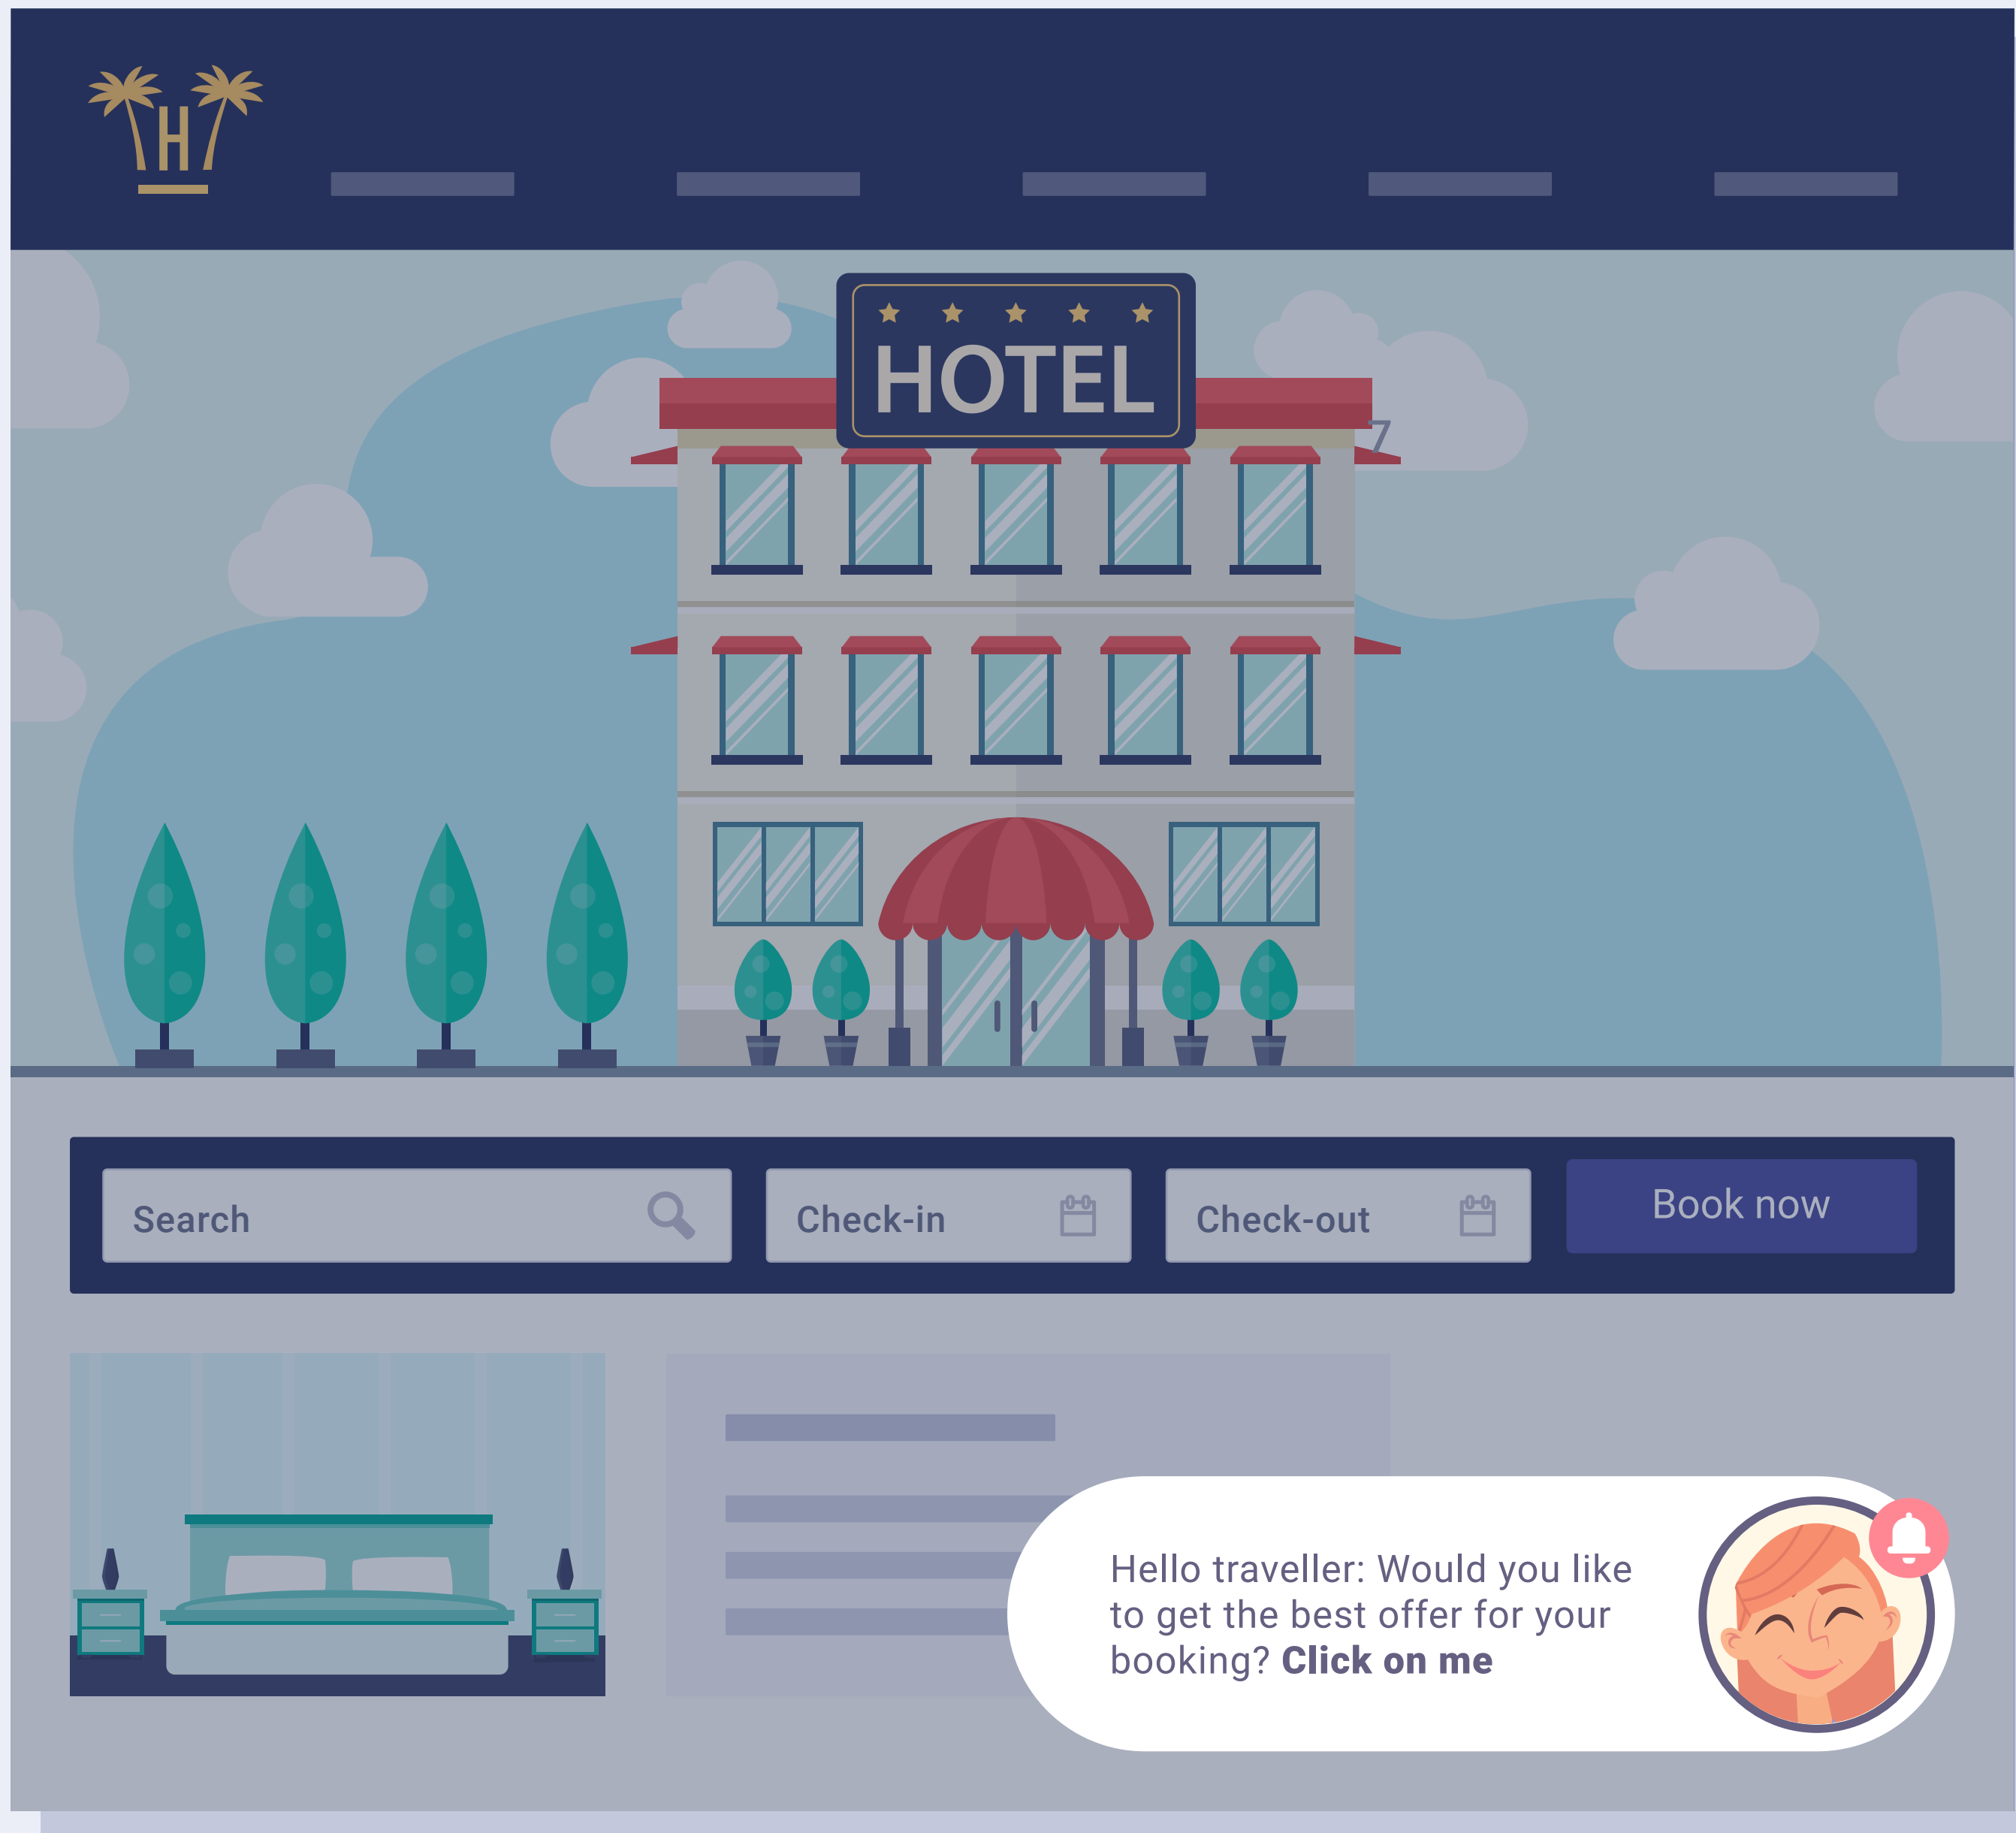 H
HOTEL
7
Search
Check-in
Check-out
Book now
Hello traveller: Would you like
to get the best offer for your
booking? Click on me